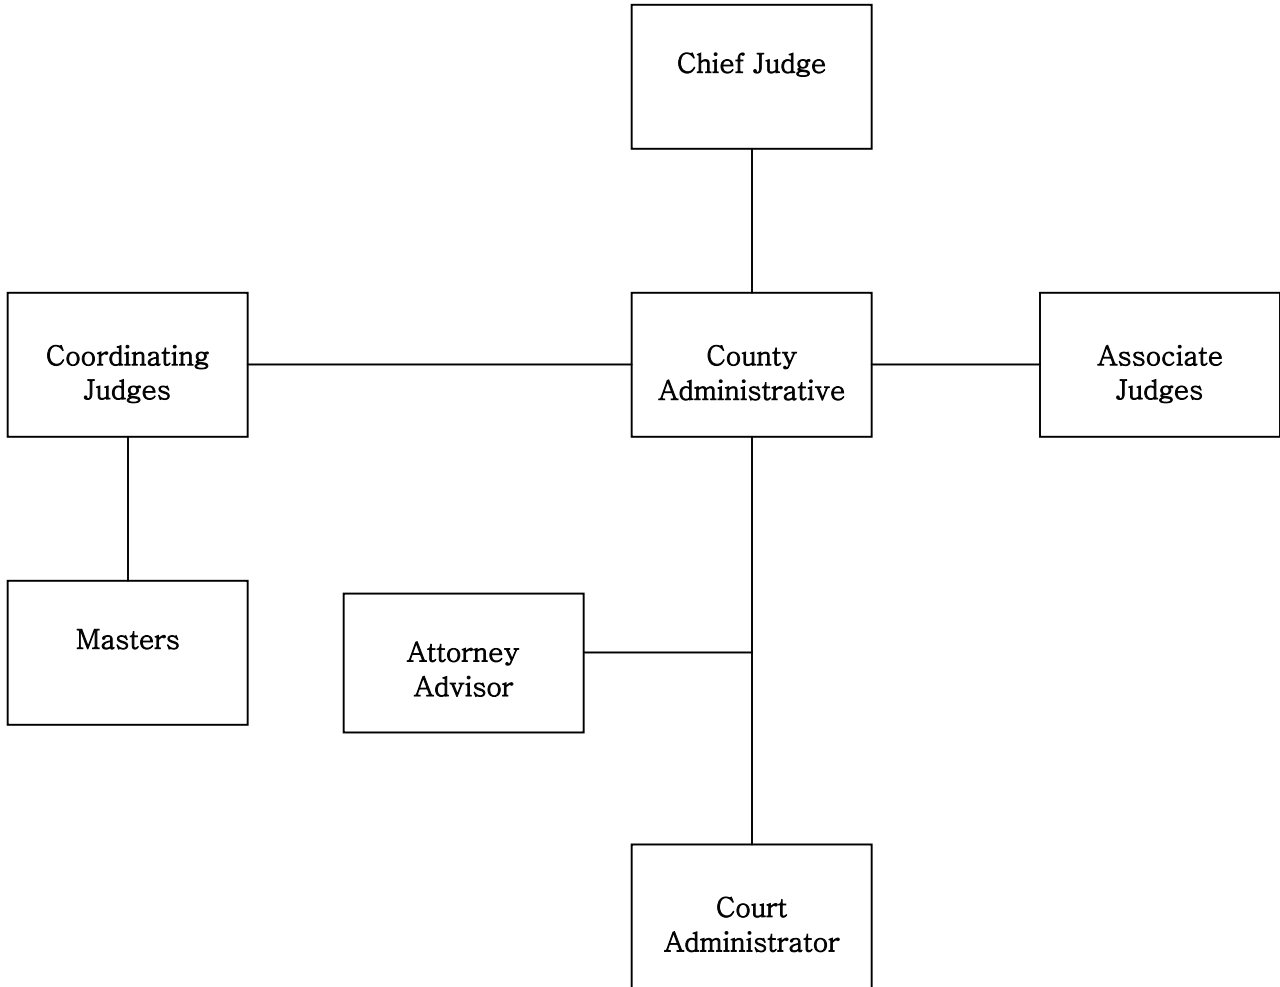 Chief Judge
Coordinating
Judges
County
Administrative
Associate
Judges
Masters
Attorney
Advisor
Court
Administrator